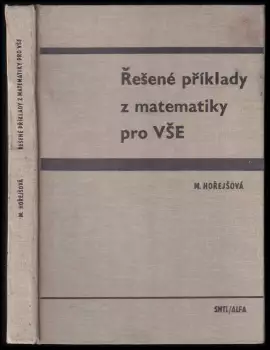 ŘEŠENÉ PŘÍKLADY Z MATEMATIKY PRO VŠE
M. HOŘEJŠOVÁ
Řešené příklady
z matematiky
pro VŠE
M. HOŘEJŠOVÁ
SNTL/ALFA